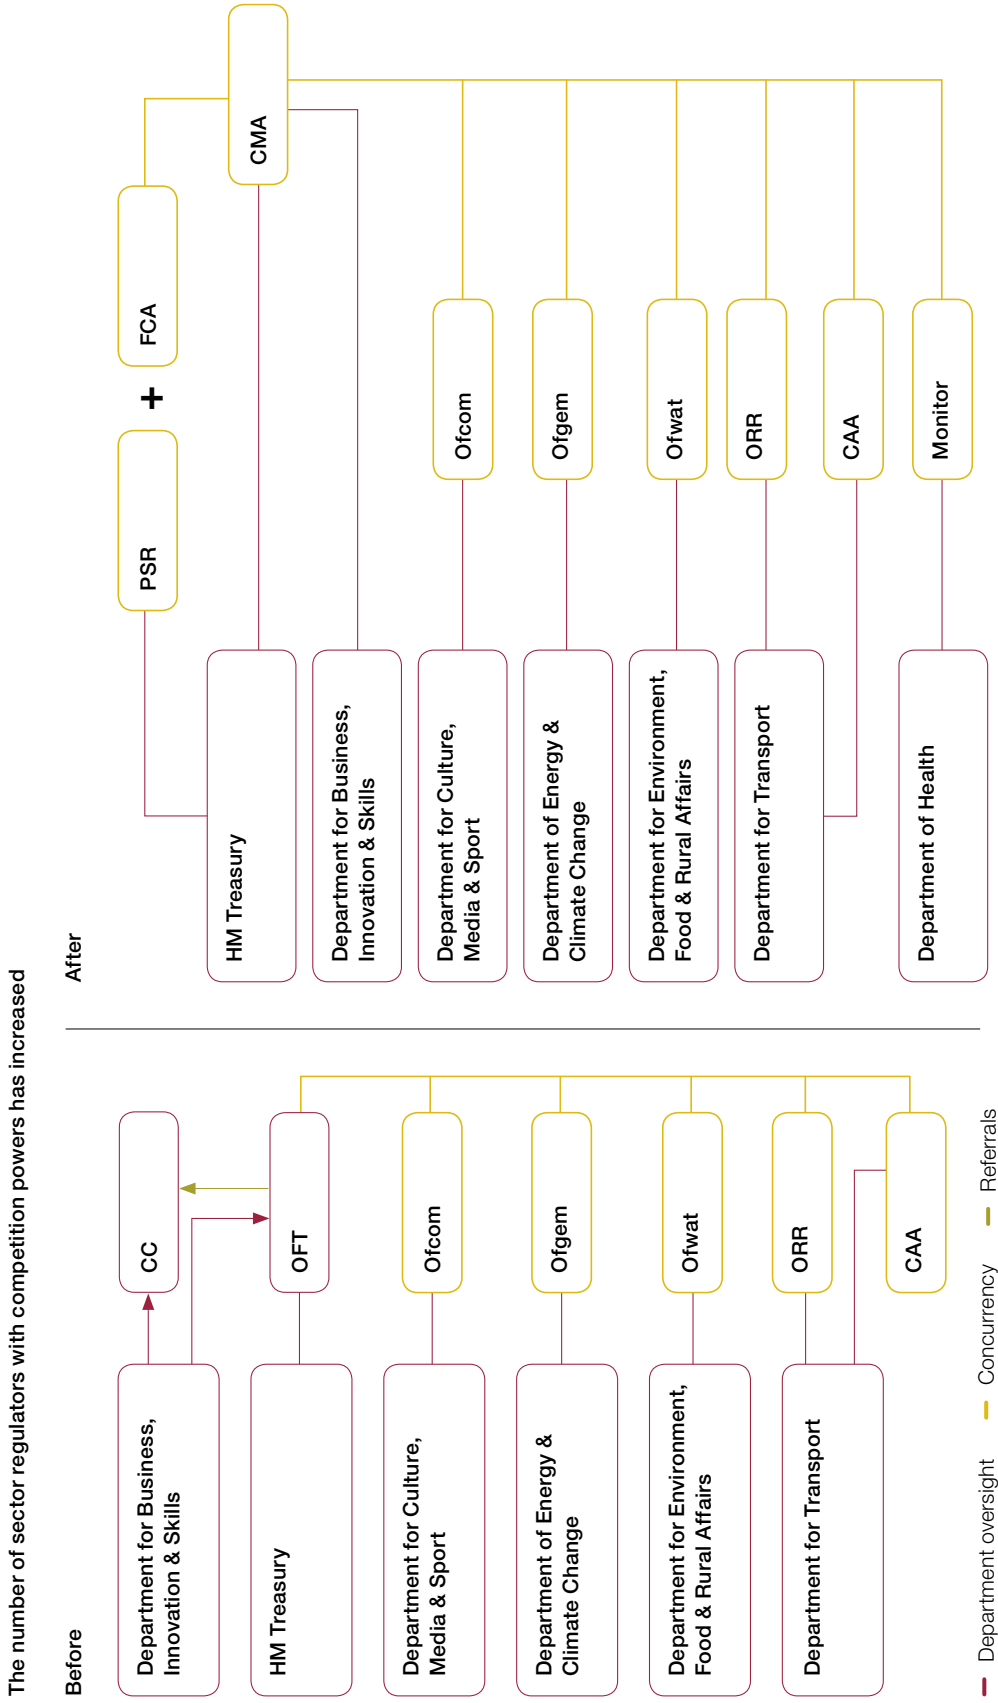 The number of sector regulators with competition powers has increased
Before
Department for Business,
Innovation & Skills
CC
HM Treasury
OFT
Department for Culture,
Media & Sport
Ofcom
Department of Energy &
Climate Change
Ofgem
Department for Environment,
Food & Rural Affairs
Ofwat
Department for Transport
ORR
CAA
After
PSR
+
FCA
HM Treasury
CMA
Department for Business,
Innovation & Skills
Department for Culture,
Media & Sport
Ofcom
Department of Energy &
Climate Change
Ofgem
Department for Environment,
Food & Rural Affairs
Ofwat
Department for Transport
ORR
CAA
Department of Health
Monitor
Department oversight
Concurrency
Referrals